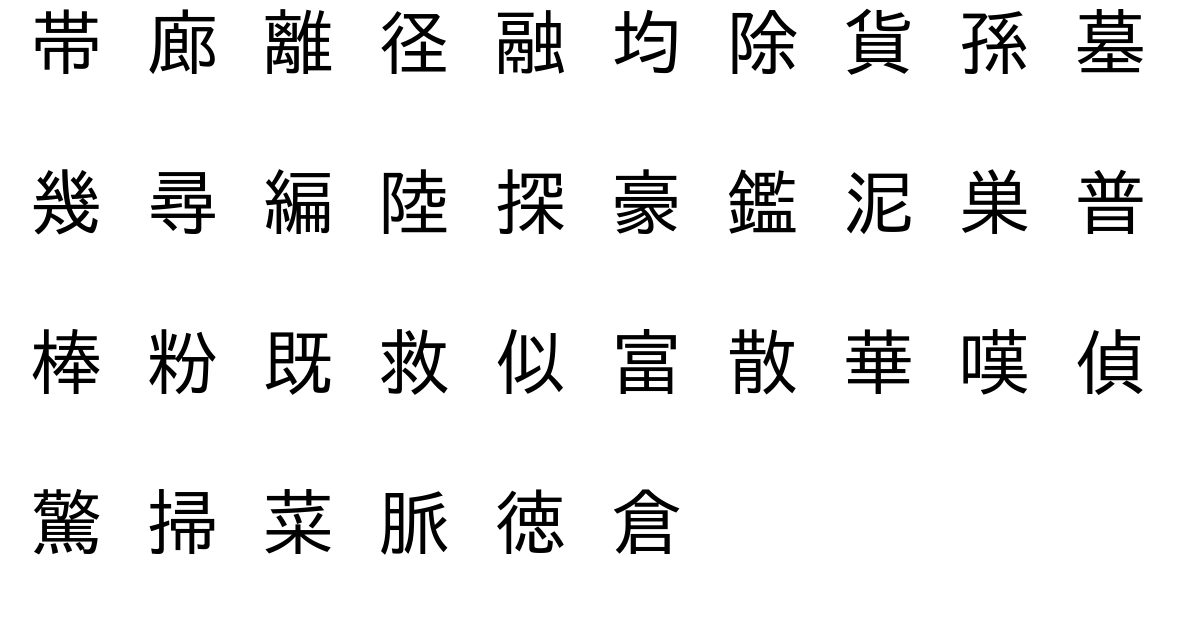 帯廊離径融均除貨孫墓
幾尋編陸探豪鑑泥巣普
棒粉既救似富散華嘆偵
驚掃菜脈徳倉